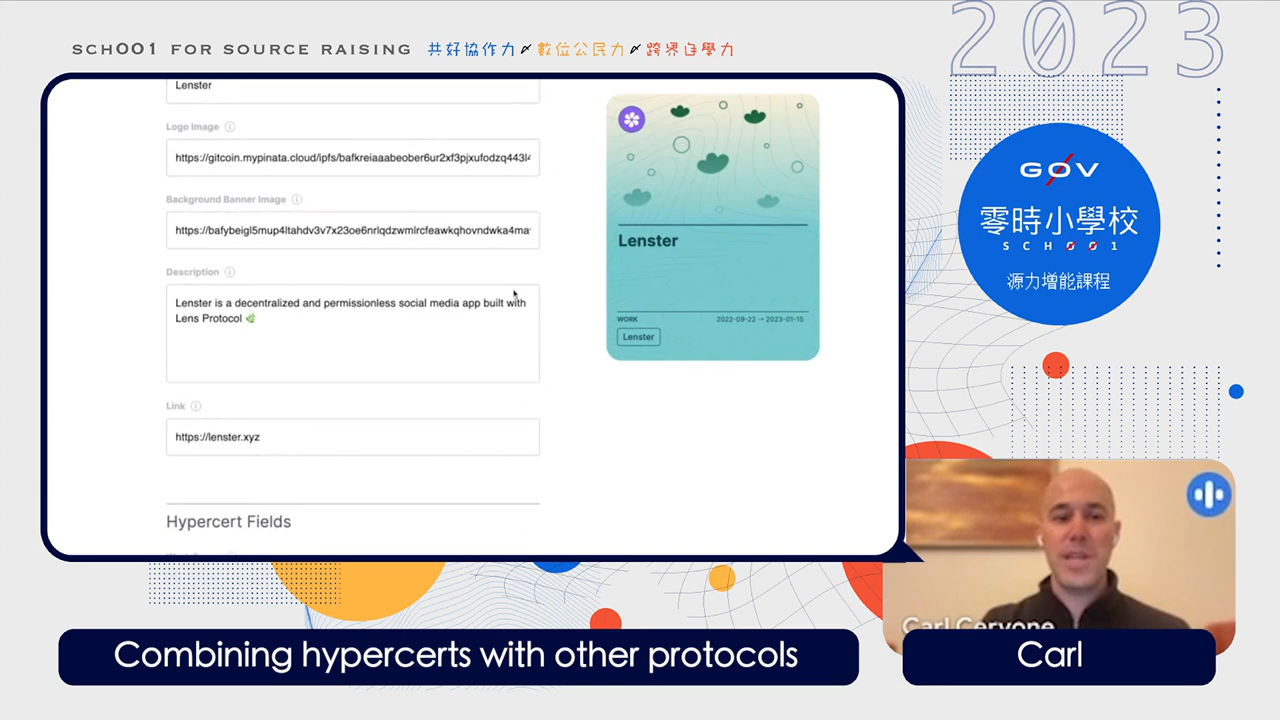 2023
SCH001 FOR SOURCE RAISING 共好協作力 數位公民力 跨界自學力
Lenster
Logo Image
https://gitcoin.mypinata.cloud/ipfs/bafkreiaaabeober6ur2xf3pjxufodzq443l4
Background Banner Image
https://bafybeigl5mup4ltahdv3v7x23oe6nrlqdzwmlrcfeawkqhovndwka4ma
Description
Lenster is a decentralized and permissionless social media app built with
Lens Protocol 🌿
Link
https://lenster.xyz
Hypercert Fields
Lenster
WORK
2022-09-22 → 2023-01-15
Lenster
G0V
零時小學校
SCH001
源力增能課程
Carl Cervone
Combining hypercerts with other protocols
Carl